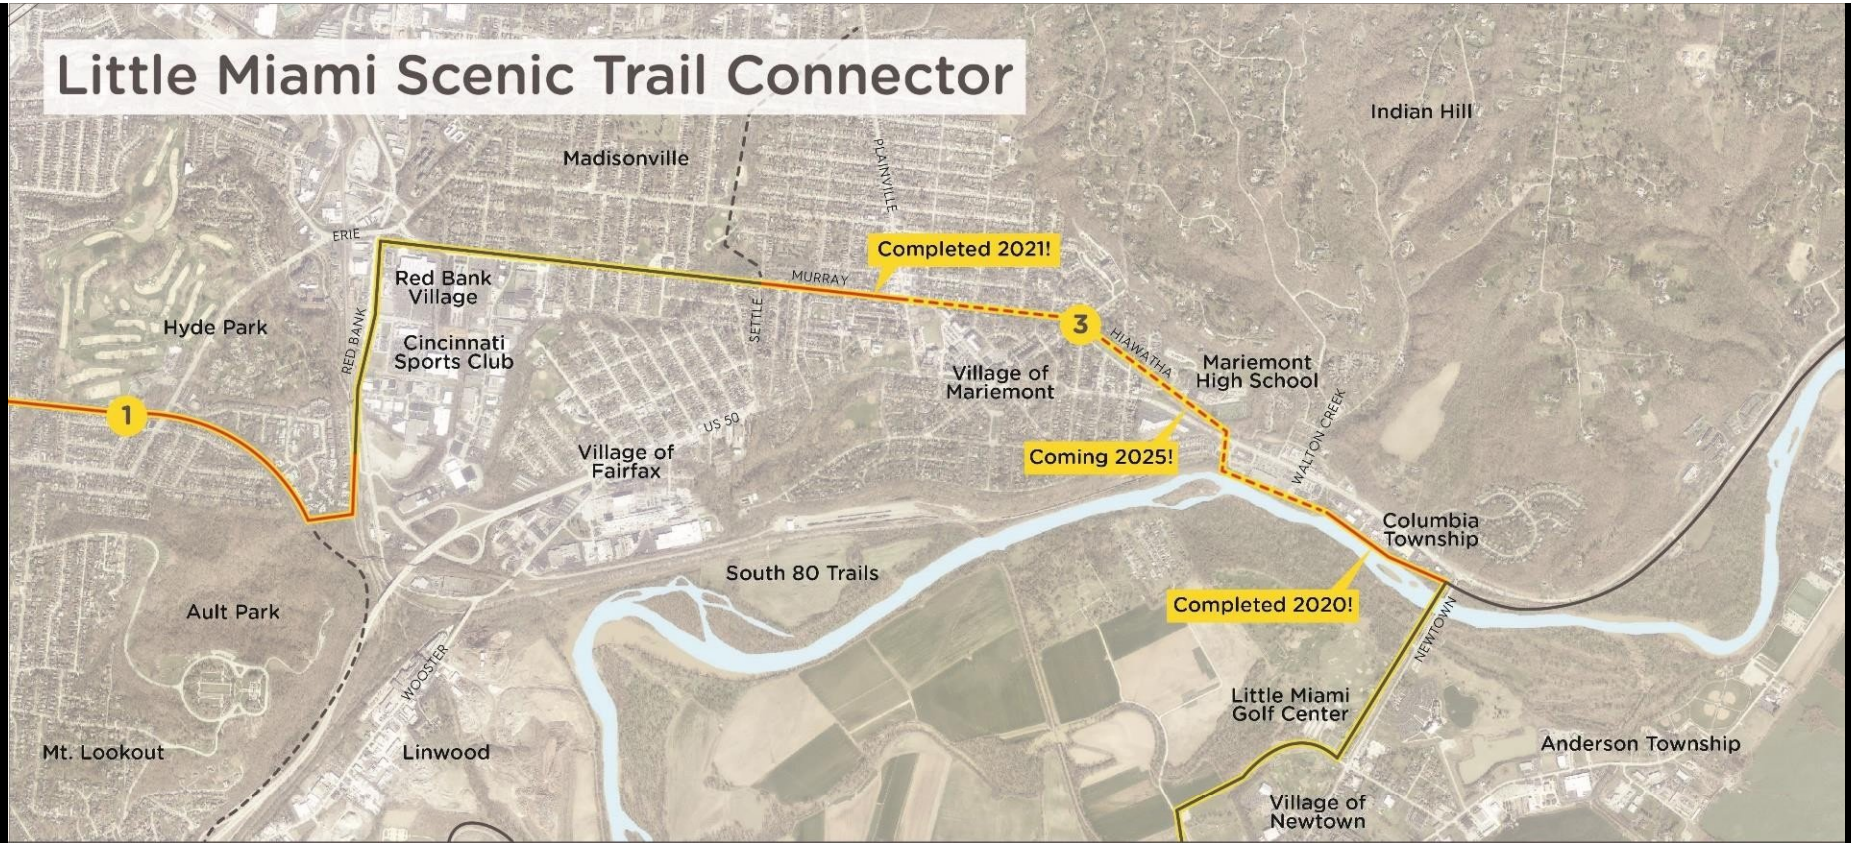 Little Miami Scenic Trail Connector
Indian Hill
Madisonville
PLAINVILLE
ERIE
Completed 2021!
Red Bank
Village
MURRAY
SETTLE
Hyde Park
RED BANK
Cincinnati
Sports Club
3
HIAWATHA
Village of
Mariemont
Mariemont
High School
1
US 50
WALTON CREEK
Village of
Fairfax
Coming 2025!
Columbia
Township
South 80 Trails
Completed 2020!
Ault Park
NEWTOWN
WOOSTER
Little Miami
Golf Center
Mt. Lookout
Linwood
Anderson Township
Village of
Newtown